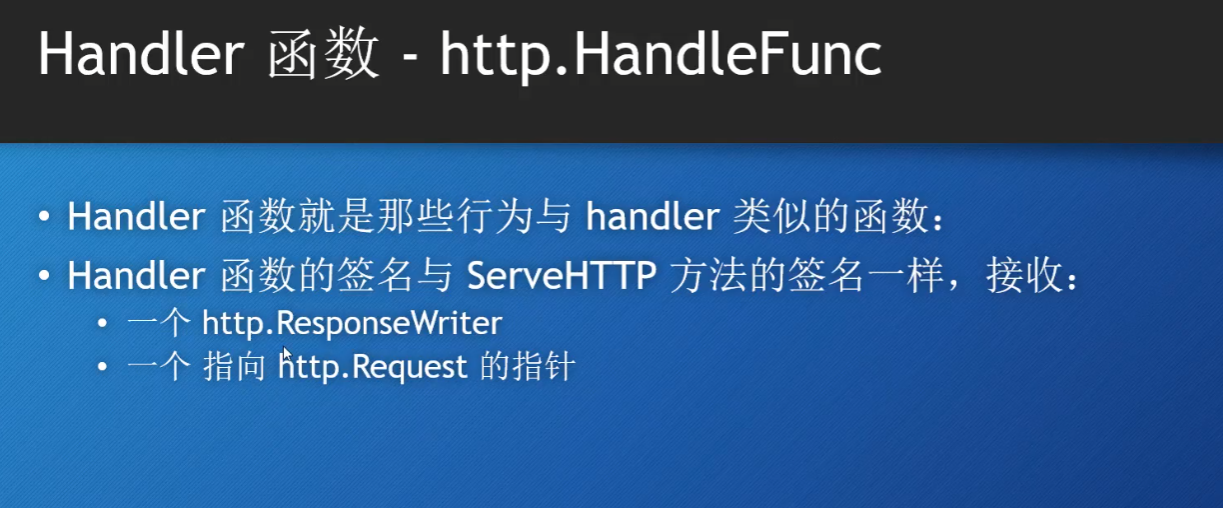 Handler 函数 - http.HandleFunc
• Handler 函数就是那些行为与 handler 类似的函数：
• Handler 函数的签名与 ServeHTTP 方法的签名一样，接收：
• 一个 http.ResponseWriter
• 一个 指向 http.Request 的指针